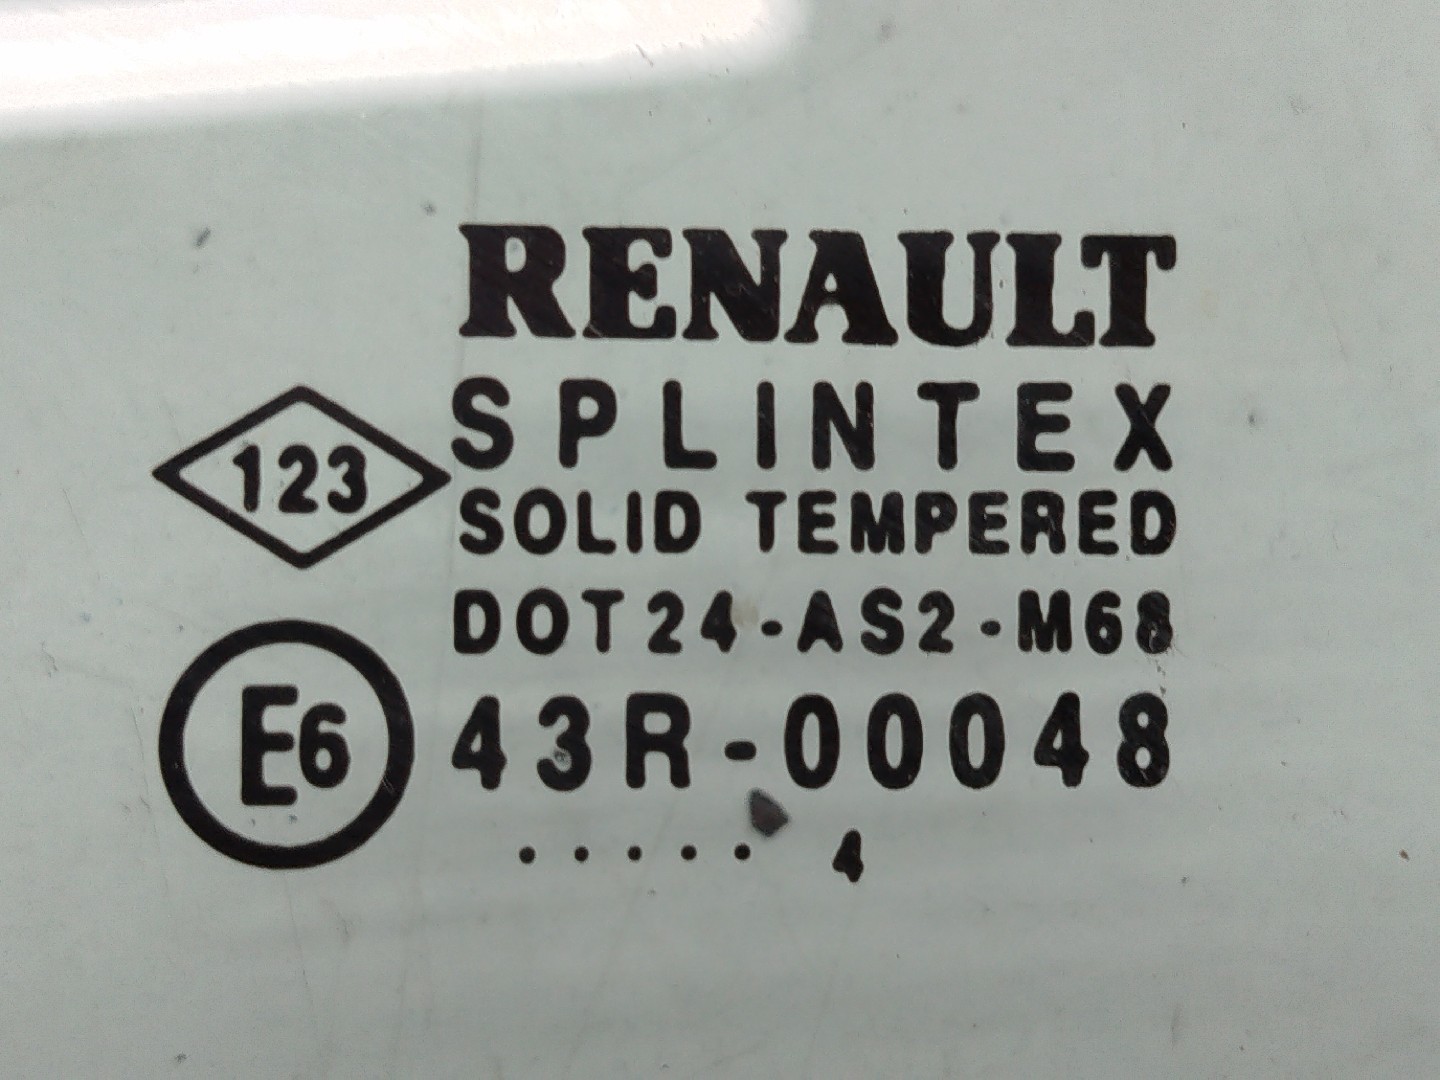 RENAULT
123
SPLINTEX
SOLID TEMPERED
DOT24-AS2-M68
E6
43R-00048
..... 4